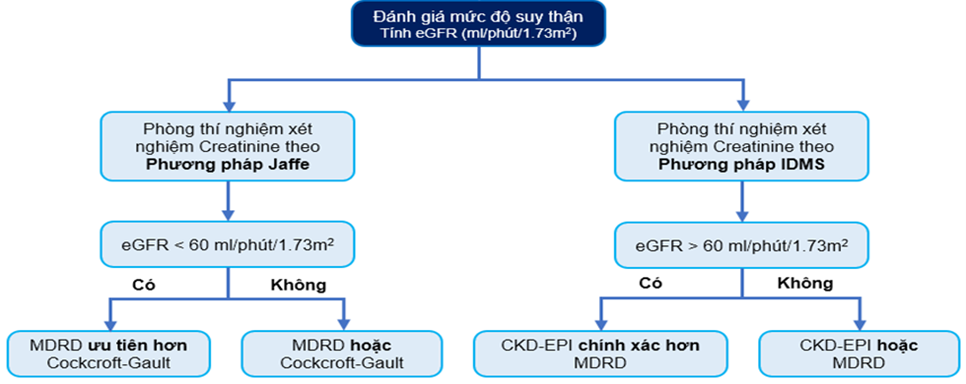 Đánh giá mức độ suy thận
Tính eGFR (ml/phút/1.73m²)
Phòng thí nghiệm xét
nghiệm Creatinine theo
Phương pháp Jaffe
Phòng thí nghiệm xét
nghiệm Creatinine theo
Phương pháp IDMS
eGFR < 60 ml/phút/1.73m²
eGFR > 60 ml/phút/1.73m²
Có
Không
Có
Không
MDRD ưu tiên hơn
Cockcroft-Gault
MDRD hoặc
Cockcroft-Gault
CKD-EPI chính xác hơn
MDRD
CKD-EPI hoặc
MDRD